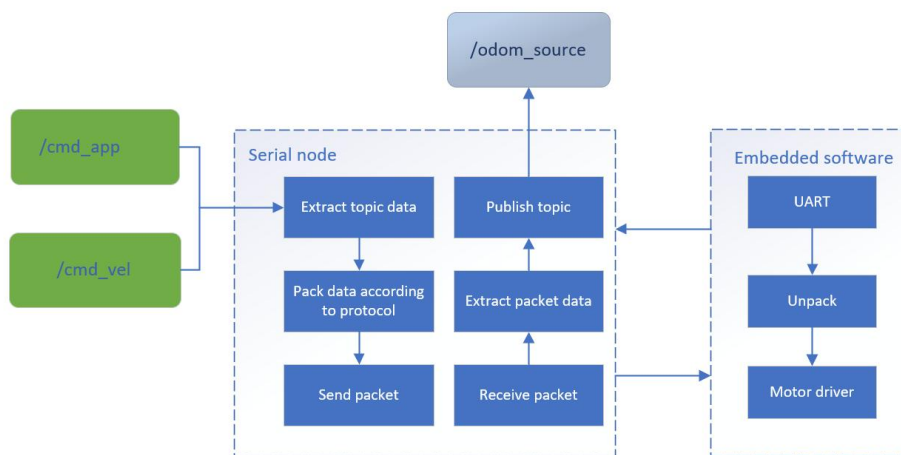 /odom_source
/cmd_app
/cmd_vel
Serial node
Extract topic data
Pack data according
to protocol
Send packet
Publish topic
Extract packet data
Receive packet
Embedded software
UART
Unpack
Motor driver